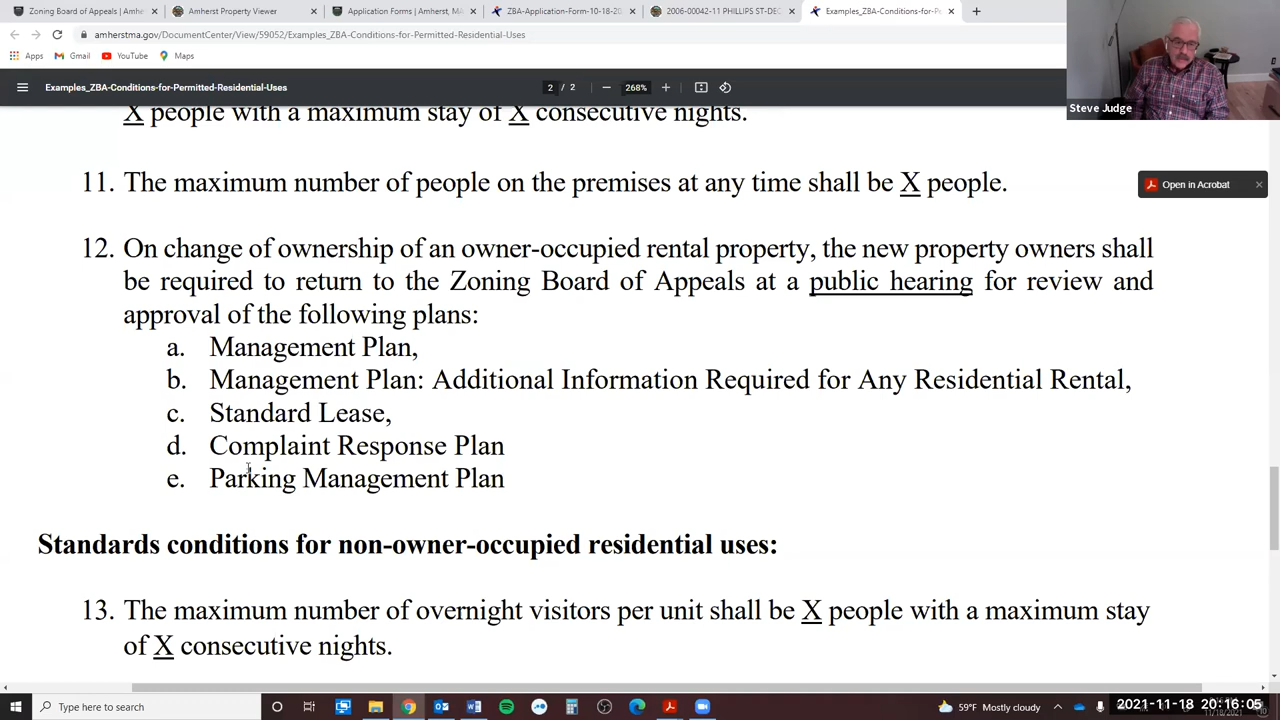 Zoning Board of Appeals | Amherst
Amherst Property Viewer
Application Forms | Amherst, MA
ZBA-Application-Form-10-18-20
2006-00042-11 PHILLIPS ST-DEC
Examples_ZBA-Conditions-for-P
amherstma.gov/DocumentCenter/View/59052/Examples_ZBA-Conditions-for-Permitted-Residential-Uses
Apps Gmail YouTube Maps
Examples_ZBA-Conditions-for-Permitted-Residential-Uses
2 / 2
268%
Steve Judge
Open in Acrobat
X people with a maximum stay of X consecutive nights.
11. The maximum number of people on the premises at any time shall be X people.
12. On change of ownership of an owner-occupied rental property, the new property owners shall
be required to return to the Zoning Board of Appeals at a public hearing for review and
approval of the following plans:
a. Management Plan,
b. Management Plan: Additional Information Required for Any Residential Rental,
c. Standard Lease,
d. Complaint Response Plan
e. Parking Management Plan
Standards conditions for non-owner-occupied residential uses:
13. The maximum number of overnight visitors per unit shall be X people with a maximum stay
of X consecutive nights.
Type here to search
59°F Mostly cloudy
2021-11-18 20:16:05